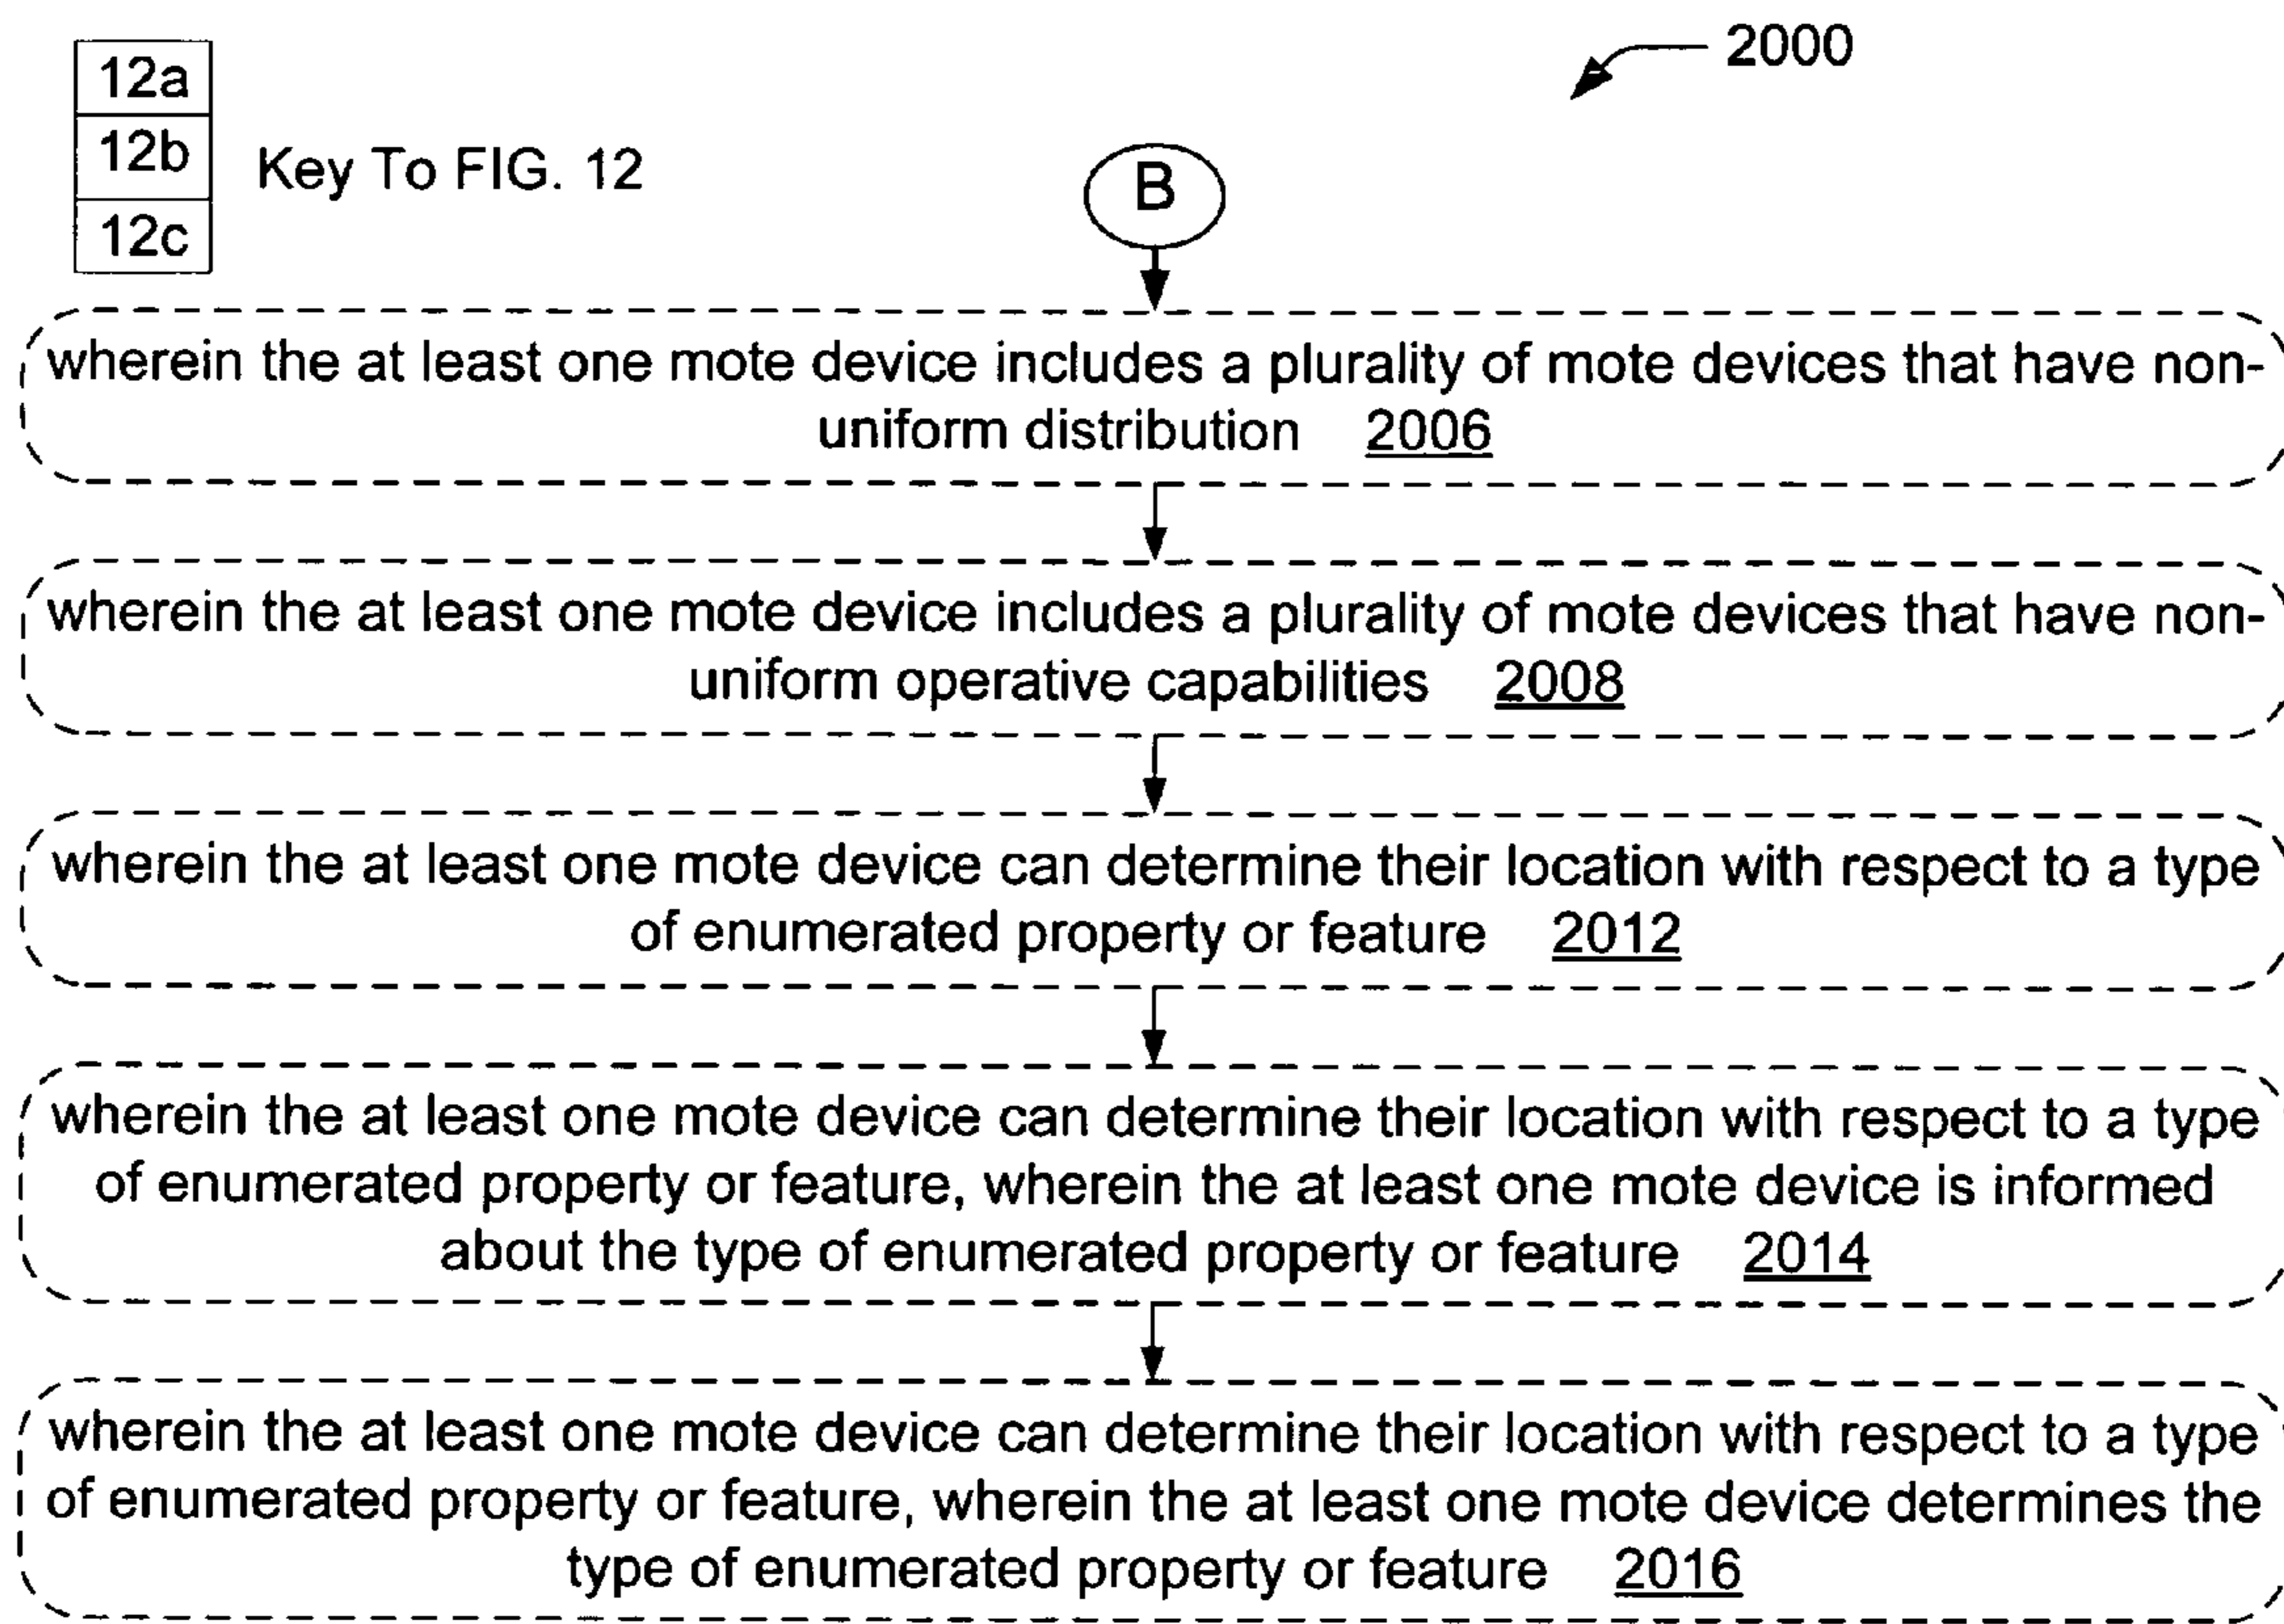 2000
12a
12b
12c
Key To FIG. 12
B
wherein the at least one mote device includes a plurality of mote devices that have non-
uniform distribution 2006
wherein the at least one mote device includes a plurality of mote devices that have non-
uniform operative capabilities 2008
wherein the at least one mote device can determine their location with respect to a type
of enumerated property or feature 2012
wherein the at least one mote device can determine their location with respect to a type
of enumerated property or feature, wherein the at least one mote device is informed
about the type of enumerated property or feature 2014
wherein the at least one mote device can determine their location with respect to a type
of enumerated property or feature, wherein the at least one mote device determines the
type of enumerated property or feature 2016